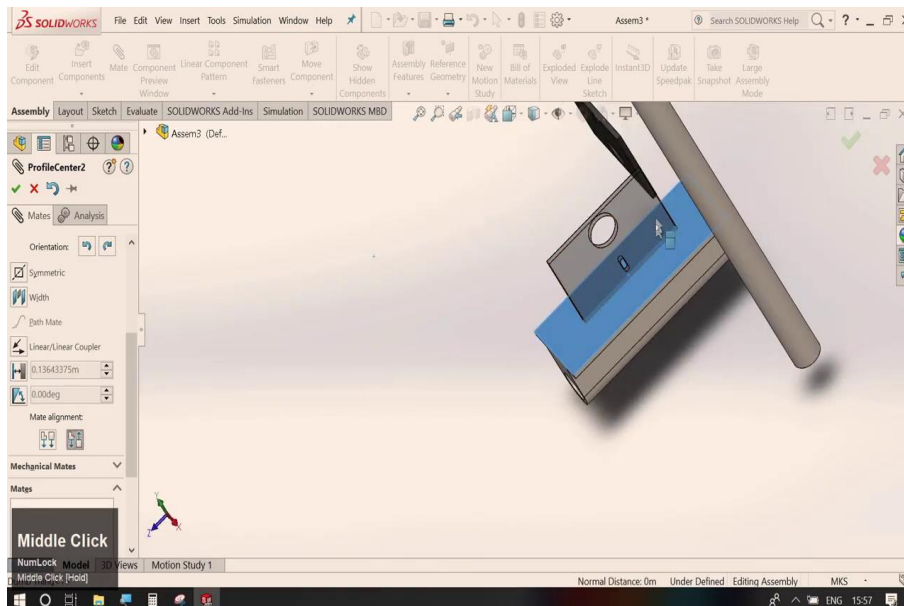 SOLIDWORKS File Edit View Insert Tools Simulation Window Help Assem3 * Search SOLIDWORKS Help
Edit Component
Insert Components
Mate
Component Preview Window
Linear Component Pattern
Smart Fasteners
Move Component
Show Hidden Components
Assembly Features
Reference Geometry
New Motion Study
Bill of Materials
Exploded View
Explode Line Sketch
Instant3D
Update Speedpak
Take Snapshot
Large Assembly Mode
Assembly Layout Sketch Evaluate SOLIDWORKS Add-Ins Simulation SOLIDWORKS MBD
Assem3 (Def...
ProfileCenter2
Mates Analysis
Orientation:
Symmetric
Width
Path Mate
Linear/Linear Coupler
0.13643375m
0.00deg
Mate alignment:
Mechanical Mates
Mates
Y
Z
X
Middle Click
NumLock
Middle Click [Hold]
Model 3D Views Motion Study 1
Normal Distance: 0m Under Defined Editing Assembly MKS
ENG 15:57